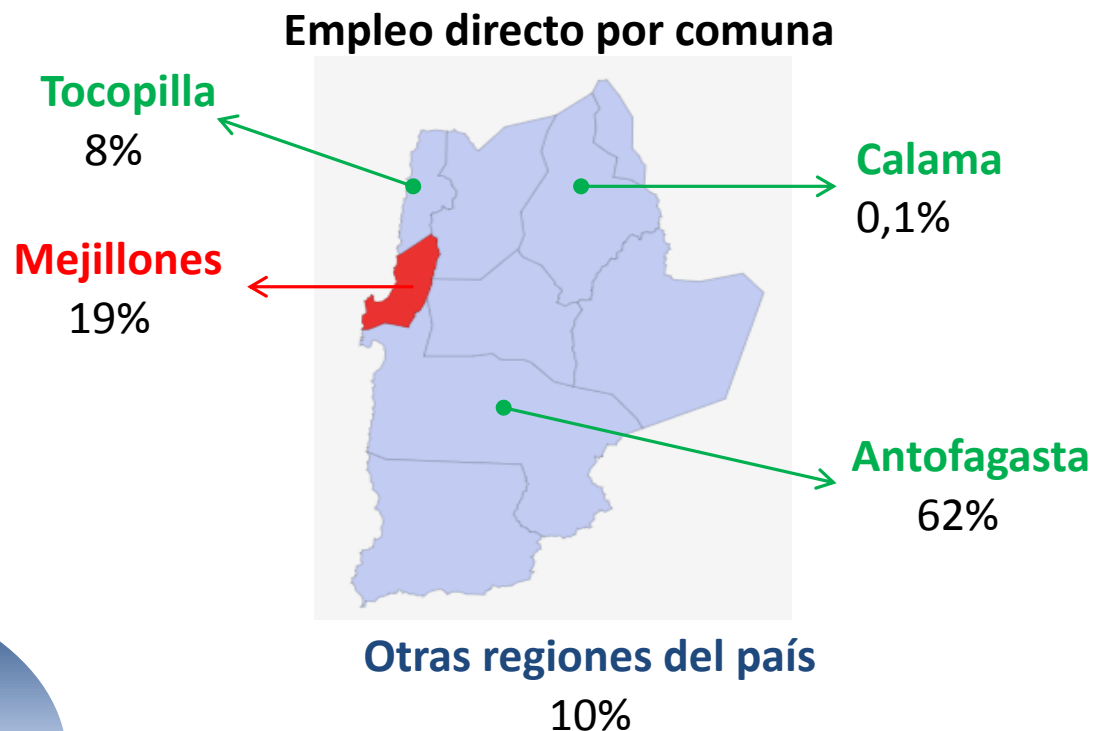 Empleo directo por comuna
Tocopilla
8%
Calama
0,1%
Mejillones
19%
Antofagasta
62%
Otras regiones del país
10%